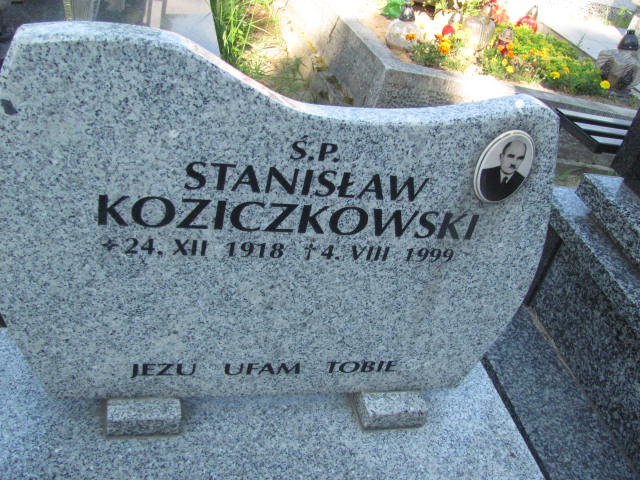 Ś.P.
STANISŁAW
KOZICZKOWSKI
* 24. XII 1918 † 4. VIII 1999
JEZU UFAM TOBIE